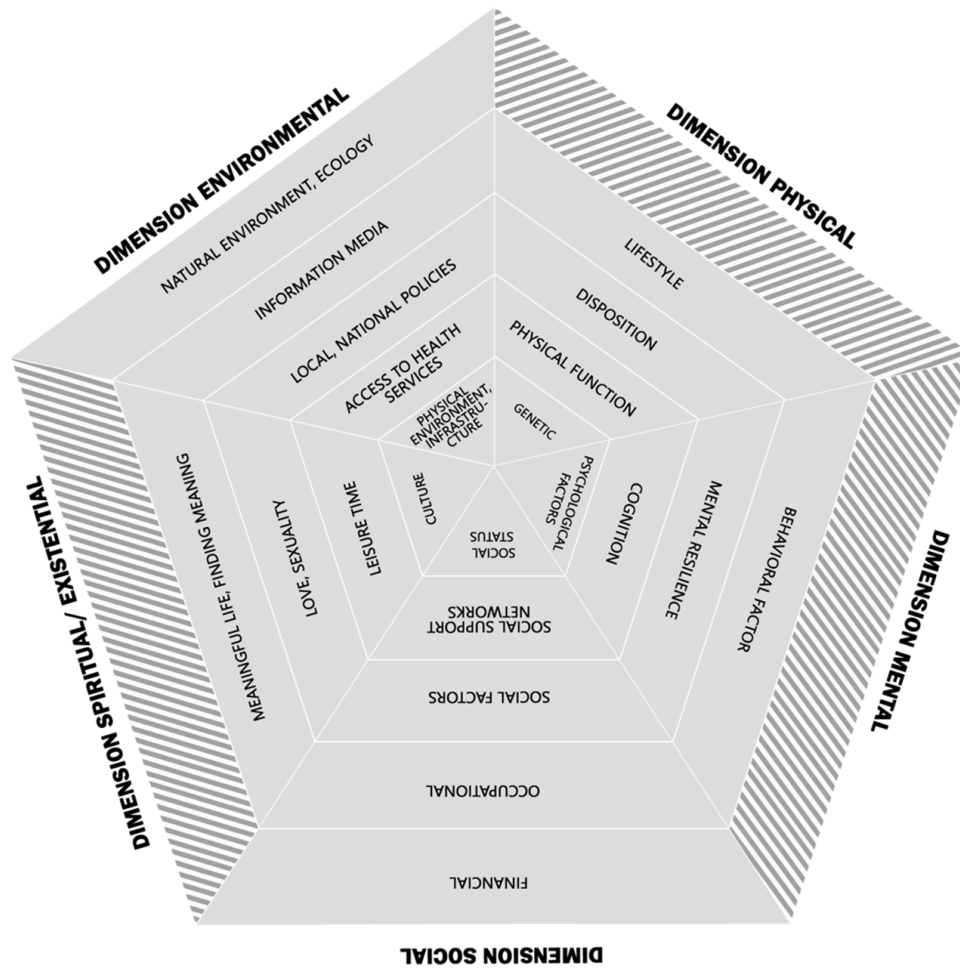 DIMENSION ENVIRONMENTAL
NATURAL ENVIRONMENT, ECOLOGY
INFORMATION MEDIA
LOCAL, NATIONAL POLICIES
ACCESS TO HEALTH
SERVICES
PHYSICAL
ENVIRONMENT,
INFRASTRU-
CTURE
DIMENSION PHYSICAL
LIFESTYLE
DISPOSITION
PHYSICAL FUNCTION
GENETIC
DIMENSION MENTAL
BEHAVIORAL FACTOR
MENTAL RESILIENCE
COGNITION
PSYCHOLOGICAL
FACTORS
DIMENSION SOCIAL
FINANCIAL
OCCUPATIONAL
SOCIAL FACTORS
SOCIAL SUPPORT
NETWORKS
SOCIAL
STATUS
DIMENSION SPIRITUAL/ EXISTENTIAL
MEANINGFUL LIFE, FINDING MEANING
LOVE, SEXUALITY
LEISURE TIME
CULTURE